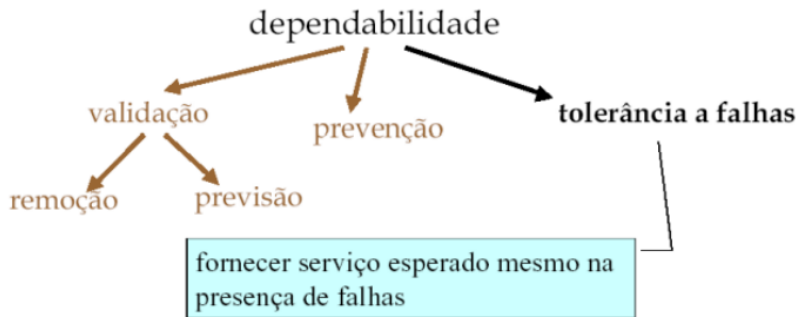 dependabilidade
validação
prevenção
tolerância a falhas
remoção
previsão
fornecer serviço esperado mesmo na
presença de falhas